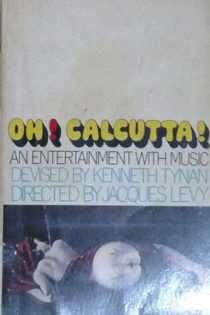 OH! CALCUTTA!
AN ENTERTAINMENT WITH MUSIC
DEVISED BY KENNETH TYNAN
DIRECTED BY JACQUES LEVY